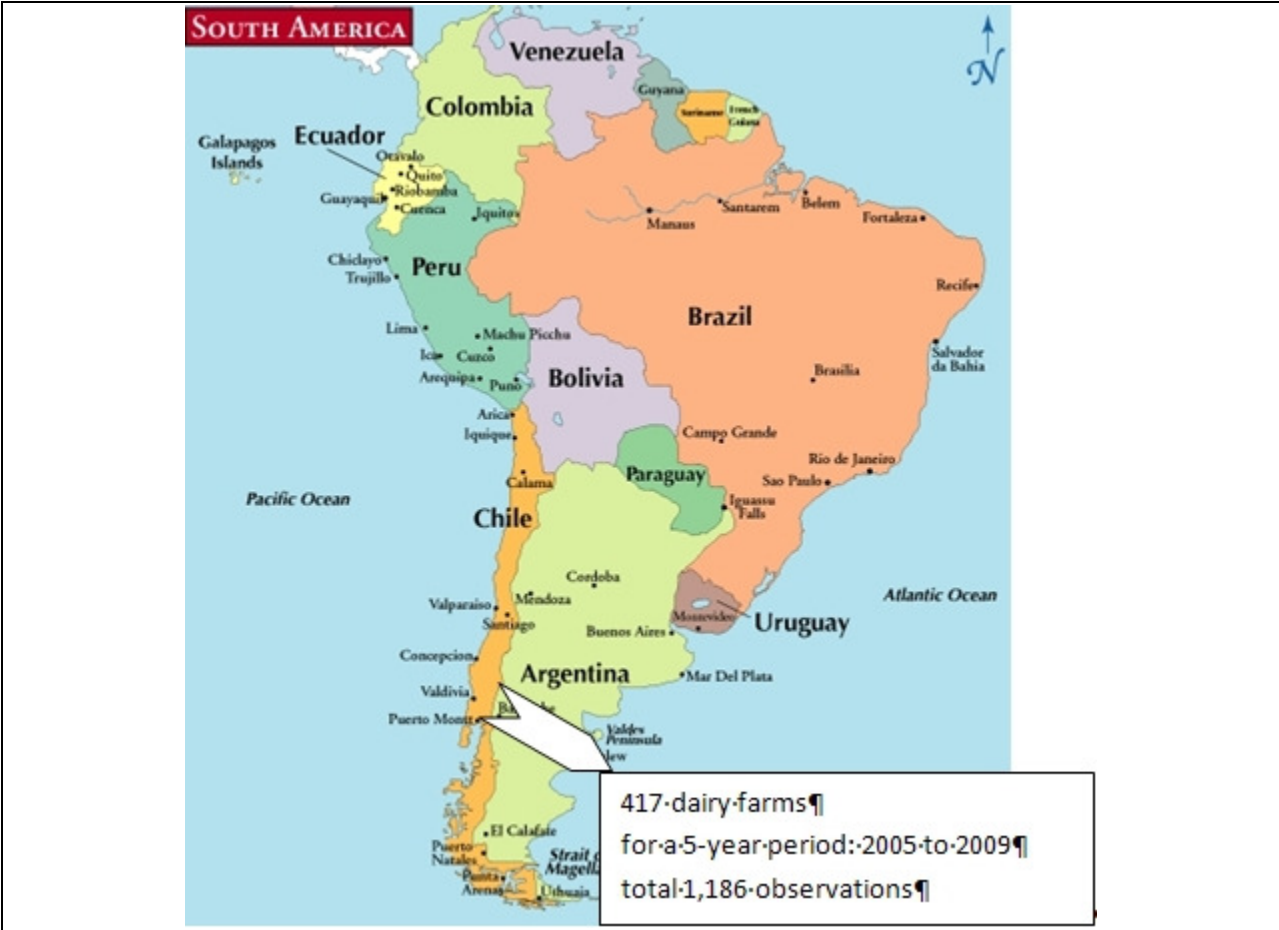 SOUTH AMERICA
N
Venezuela
Guyana
Suriname
French
Guiana
Colombia
Ecuador
Galapagos
Islands
Otavalo
Quito
Riobamba
Guayaquil
Cuenca
Iquitos
Manaus
Santarem
Belem
Fortaleza
Chiclayo
Trujillo
Peru
Recife
Brazil
Lima
Machu Picchu
Ica
Cuzco
Arequipa
Puno
Bolivia
Brasilia
Salvador
da Bahia
Arica
Iquique
Campo Grande
Rio de Janeiro
Calama
Paraguay
Sao Paulo
Pacific Ocean
Iguassu
Falls
Chile
Cordoba
Mendoza
Valparaiso
Santiago
Montevideo
Uruguay
Atlantic Ocean
Buenos Aires
Concepcion
Argentina
Mar Del Plata
Valdivia
Puerto Montt
Valdes
Peninsula
El Calafate
Puerto
Natales
Strait
Punta
Arenas
Ushuaia
417·dairy·farms¶
for·a·5-year·period:·2005·to·2009¶
total·1,186·observations¶